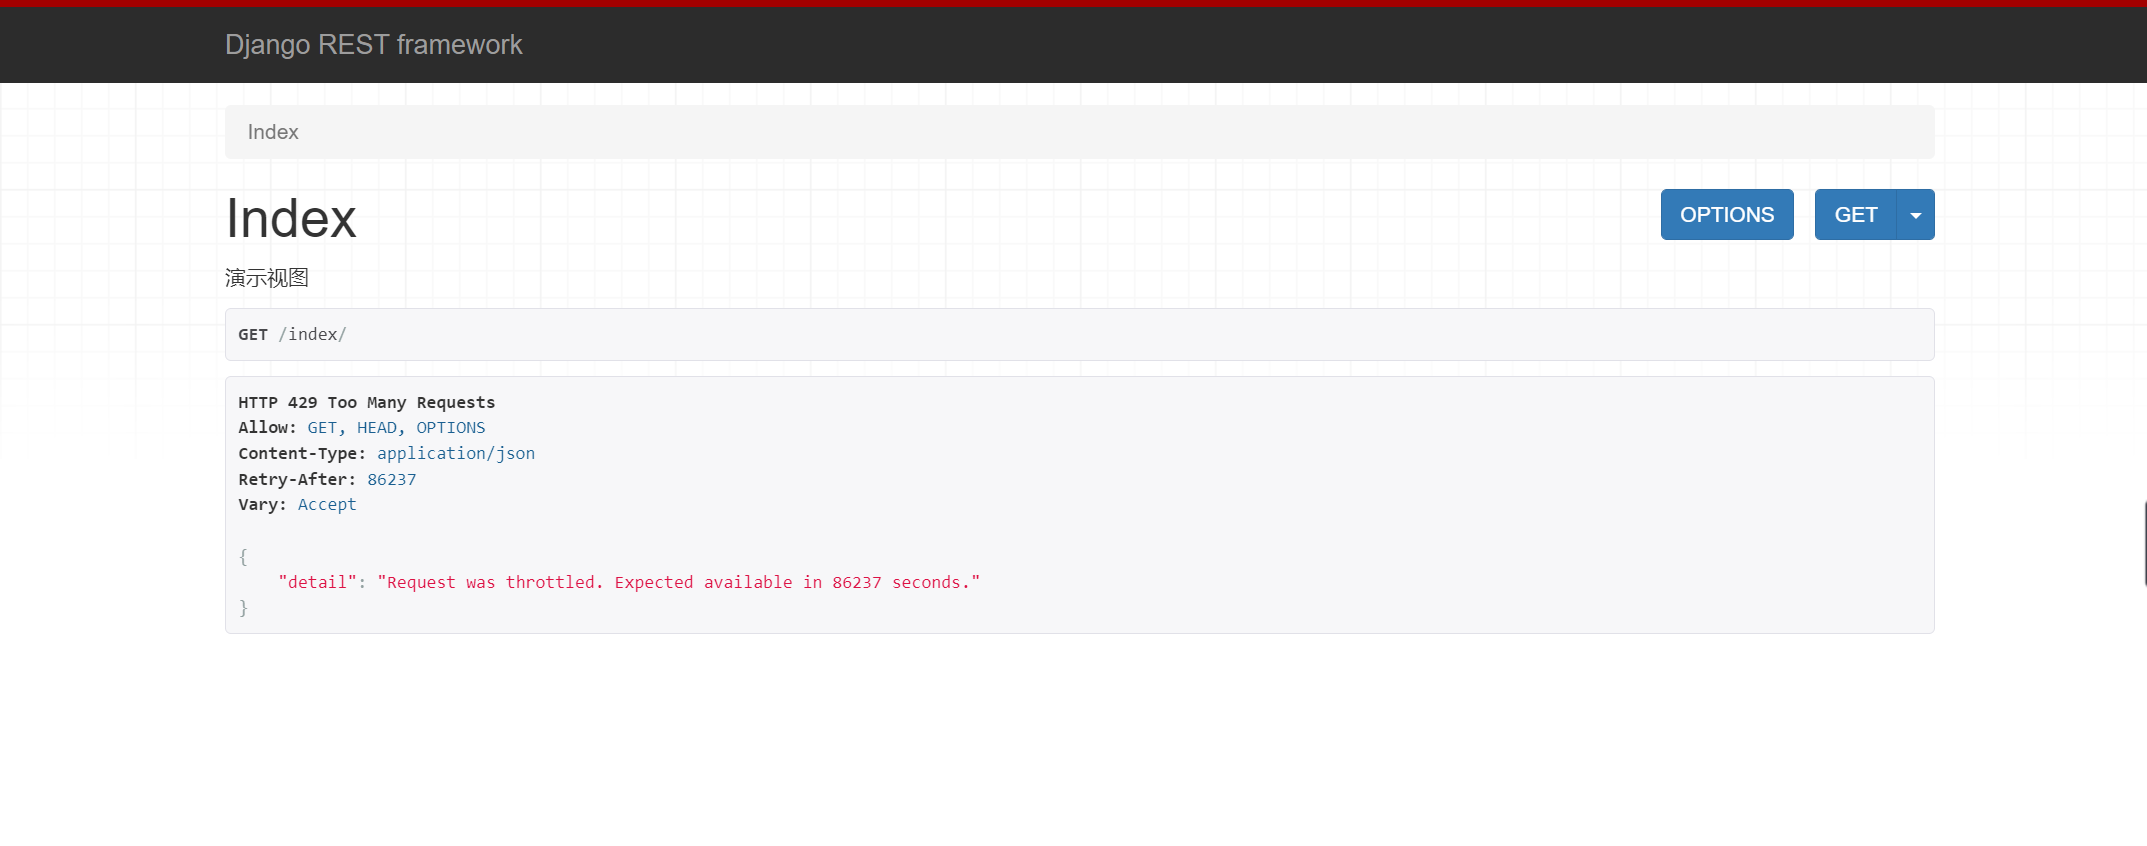 Django REST framework
Index
Index
OPTIONS
GET
演示视图
GET /index/
HTTP 429 Too Many Requests
Allow: GET, HEAD, OPTIONS
Content-Type: application/json
Retry-After: 86237
Vary: Accept
{
    "detail": "Request was throttled. Expected available in 86237 seconds."
}